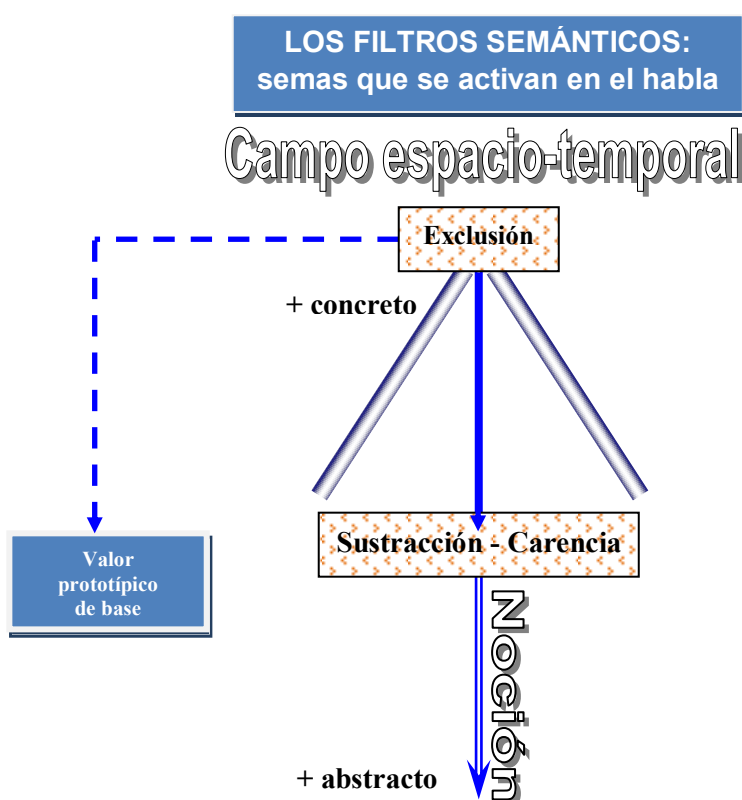 LOS FILTROS SEMÁNTICOS:
semas que se activan en el habla
Campo espacio-temporal
Exclusión
+ concreto
Sustracción - Carencia
Valor
prototípico
de base
Noción
+ abstracto